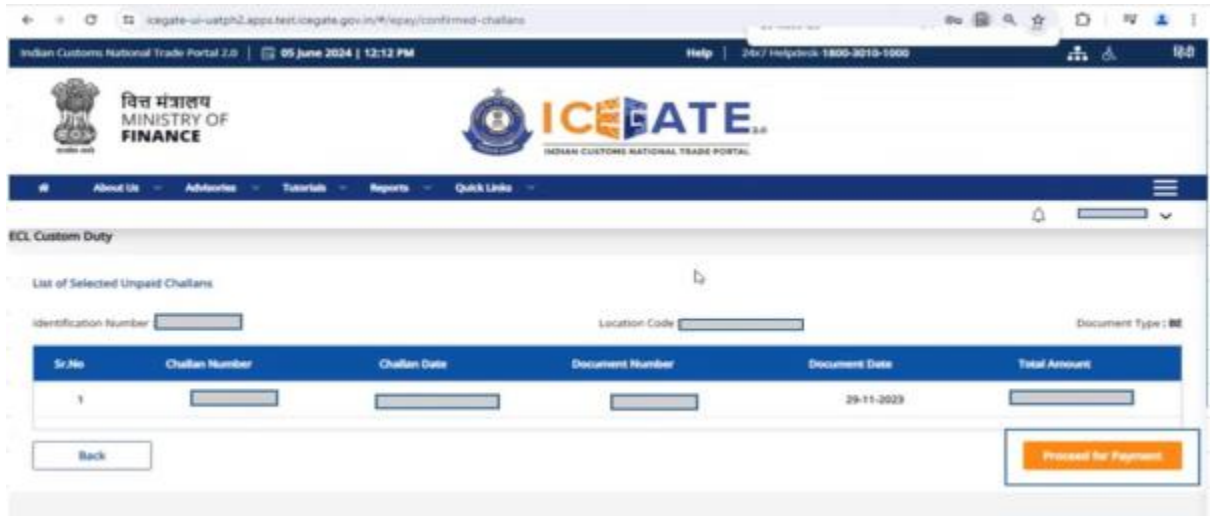 icegate-ui-uatph2.apps.test.icegate.gov.in/#/epay/confirmed-challans
Indian Customs National Trade Portal 2.0 | 05 June 2024 | 12:12 PM
Help | 24x7 Helpdesk 1800-3010-1000
हिंदी
वित्त मंत्रालय
MINISTRY OF
FINANCE
ICEGATE 2.0
INDIAN CUSTOMS NATIONAL TRADE PORTAL
About Us Advisories Tutorials Reports Quick Links
ECL Custom Duty
List of Selected Unpaid Challans
Identification Number Location Code Document Type : BE
Sr.No Challan Number Challan Date Document Number Document Date Total Amount
1 29-11-2023
Back Proceed for Payment